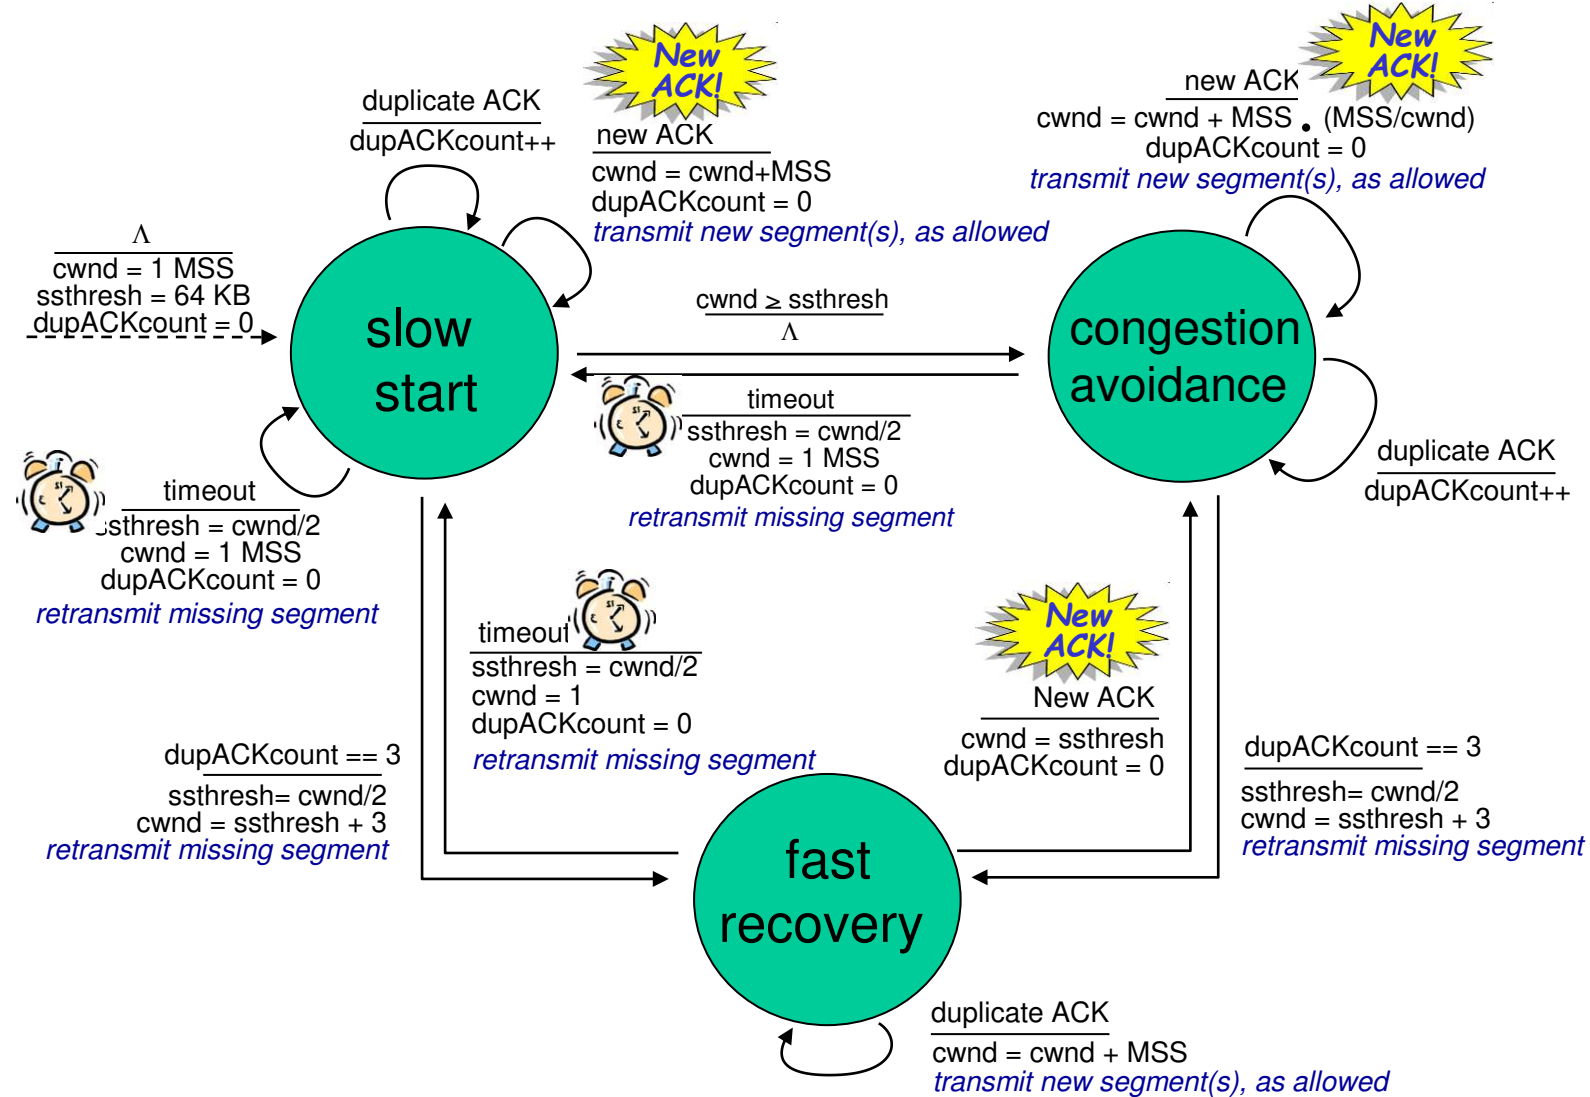 New
ACK!
duplicate ACK
dupACKcount++
new ACK
cwnd = cwnd+MSS
dupACKcount = 0
transmit new segment(s), as allowed
New
ACK!
new ACK
cwnd = cwnd + MSS • (MSS/cwnd)
dupACKcount = 0
transmit new segment(s), as allowed
Λ
cwnd = 1 MSS
ssthresh = 64 KB
dupACKcount = 0
slow
start
cwnd ≥ ssthresh
Λ
congestion
avoidance
timeout
ssthresh = cwnd/2
cwnd = 1 MSS
dupACKcount = 0
retransmit missing segment
duplicate ACK
dupACKcount++
timeout
ssthresh = cwnd/2
cwnd = 1 MSS
dupACKcount = 0
retransmit missing segment
timeout
ssthresh = cwnd/2
cwnd = 1
dupACKcount = 0
retransmit missing segment
New
ACK!
New ACK
cwnd = ssthresh
dupACKcount = 0
dupACKcount == 3
ssthresh= cwnd/2
cwnd = ssthresh + 3
retransmit missing segment
dupACKcount == 3
ssthresh= cwnd/2
cwnd = ssthresh + 3
retransmit missing segment
fast
recovery
duplicate ACK
cwnd = cwnd + MSS
transmit new segment(s), as allowed